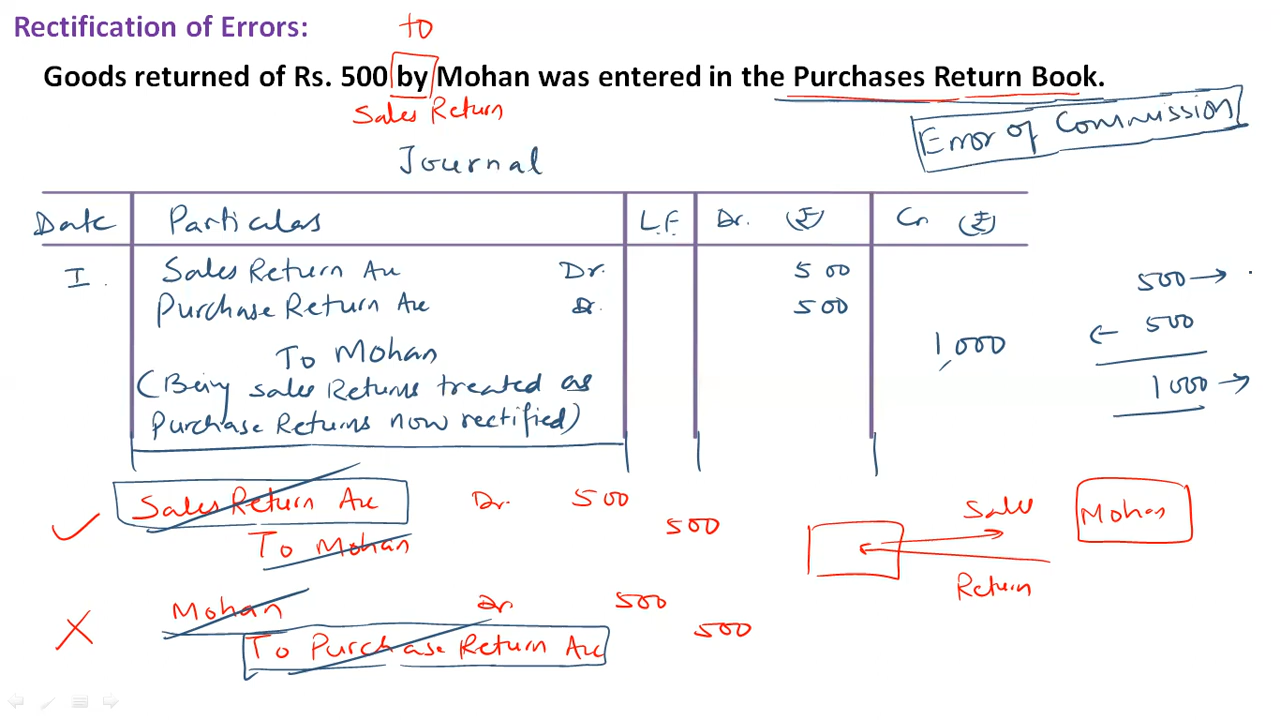 Rectification of Errors:
to
Goods returned of Rs. 500 by Mohan was entered in the Purchases Return Book.
Sales Return
Error of Commission
Journal
Date Particulas L.F Dr. (₹) Cr (₹)
I. Sales Return A/c Dr. 500
Purchase Return A/c Dr. 500
To Mohan 1,000
(Being sales Returns treated as
Purchase Returns now rectified)
500 →
← 500
1000 →
Sales Return A/c Dr. 500
To Mohan 500
Mohan Dr 500
To Purchase Return A/c 500
Sales
Mohan
Return